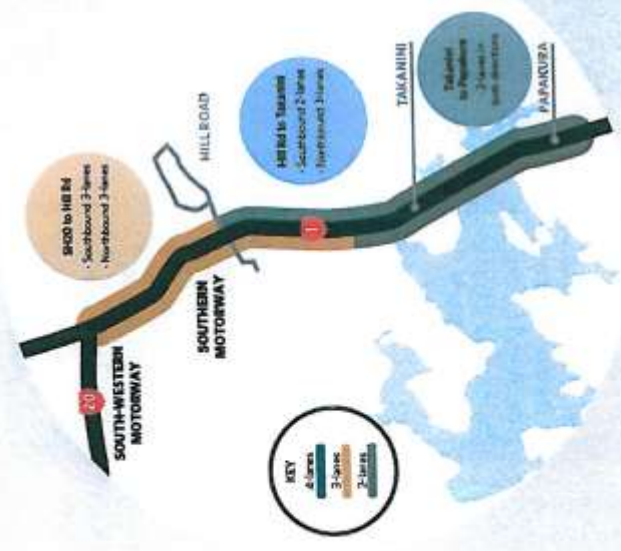 SH20 to Hill Rd
- Southbound 3-lanes
- Northbound 3-lanes
HILL ROAD
Hill Rd to Takanini
- Southbound 2-lanes
- Northbound 3-lanes
TAKANINI
Takanini
to Papakura
2-lanes in
both directions
PAPAKURA
1
SOUTHERN
MOTORWAY
20
SOUTH-WESTERN
MOTORWAY
KEY
4-lanes
3-lanes
2-lanes